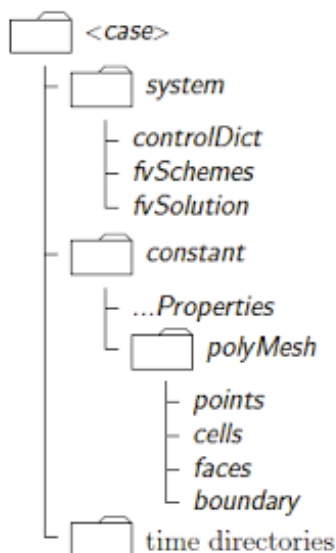 <case>
system
controlDict
fvSchemes
fvSolution
constant
...Properties
polyMesh
points
cells
faces
boundary
time directories